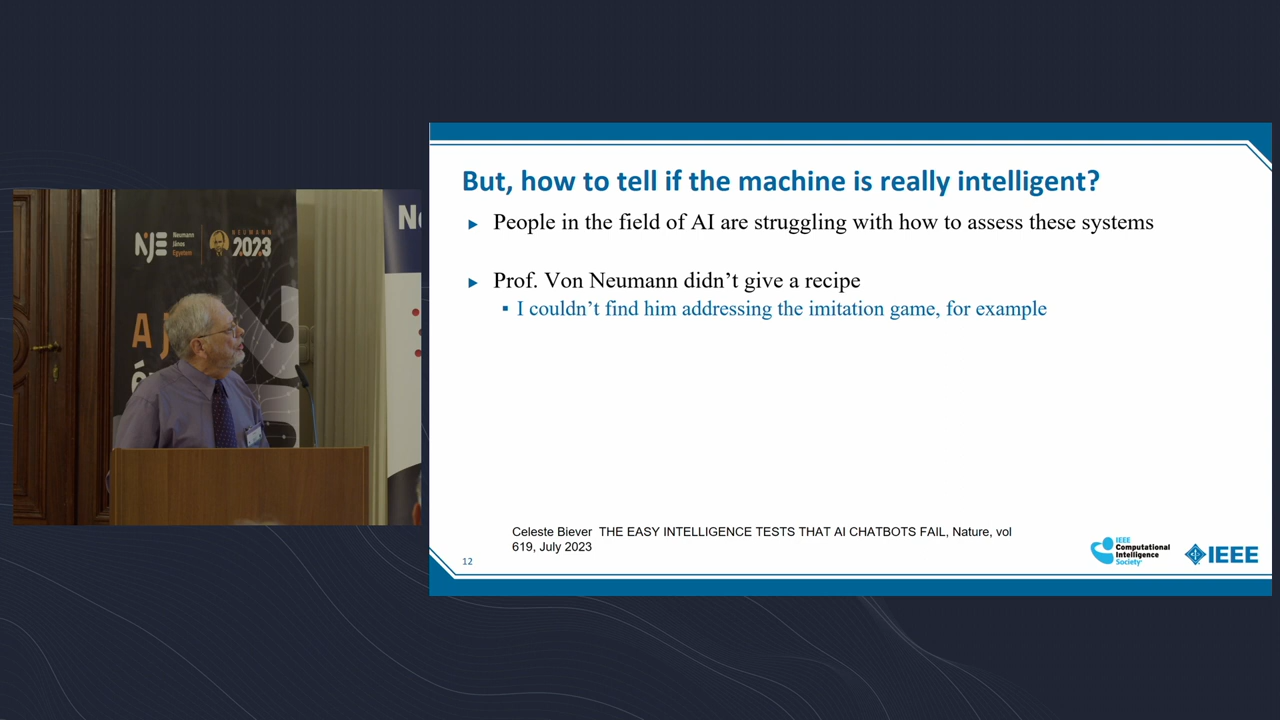 NJE
Neumann
János
Egyetem
NEUMANN
2023
A j
é
No
But, how to tell if the machine is really intelligent?
People in the field of AI are struggling with how to assess these systems
Prof. Von Neumann didn’t give a recipe
I couldn’t find him addressing the imitation game, for example
Celeste Biever THE EASY INTELLIGENCE TESTS THAT AI CHATBOTS FAIL, Nature, vol
619, July 2023
12
IEEE
Computational
Intelligence
Society
IEEE